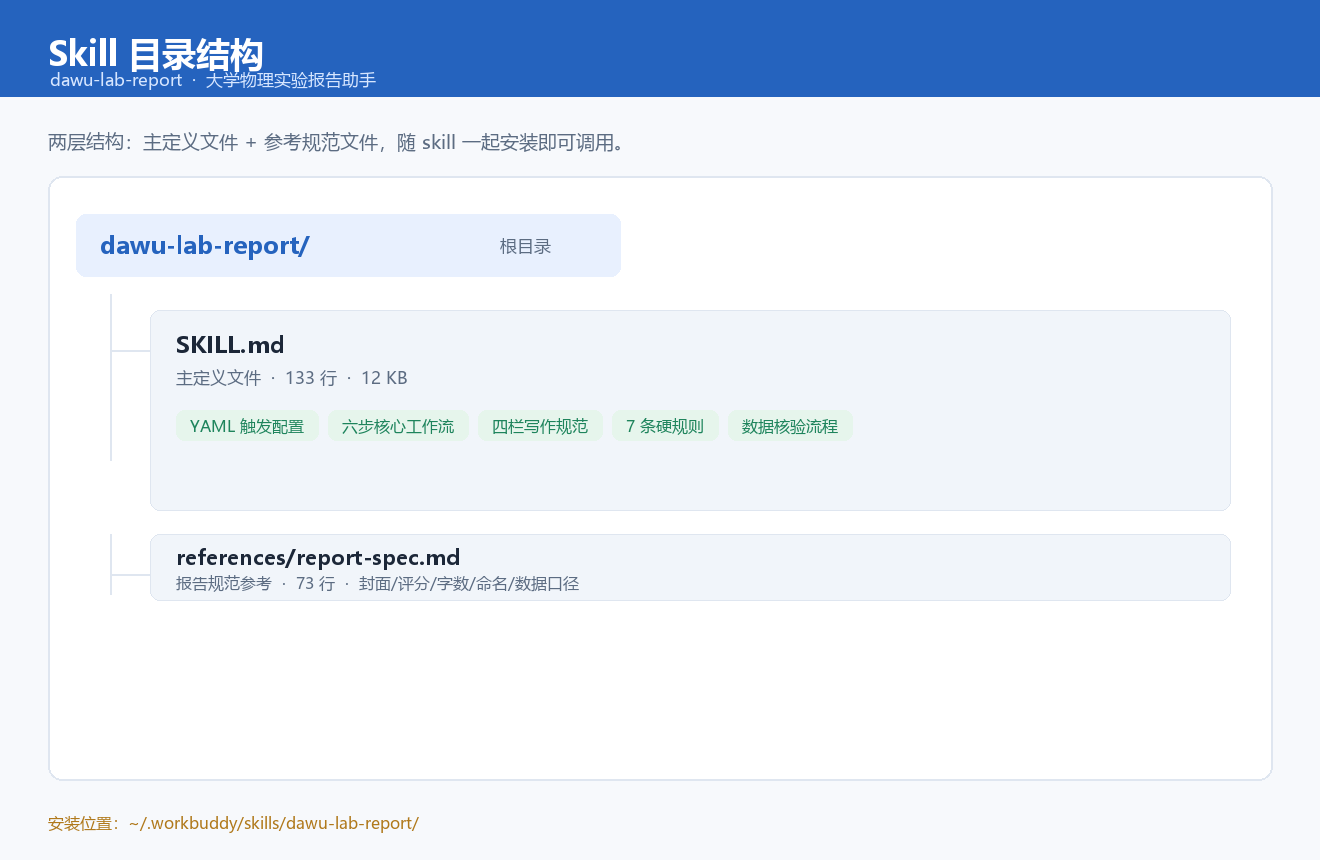 Skill 目录结构
dawu-lab-report · 大学物理实验报告助手
两层结构：主定义文件 + 参考规范文件，随 skill 一起安装即可调用。
dawu-lab-report/ 根目录
SKILL.md
主定义文件 · 133 行 · 12 KB
YAML 触发配置 六步核心工作流 四栏写作规范 7 条硬规则 数据核验流程
references/report-spec.md
报告规范参考 · 73 行 · 封面/评分/字数/命名/数据口径
安装位置：~/.workbuddy/skills/dawu-lab-report/